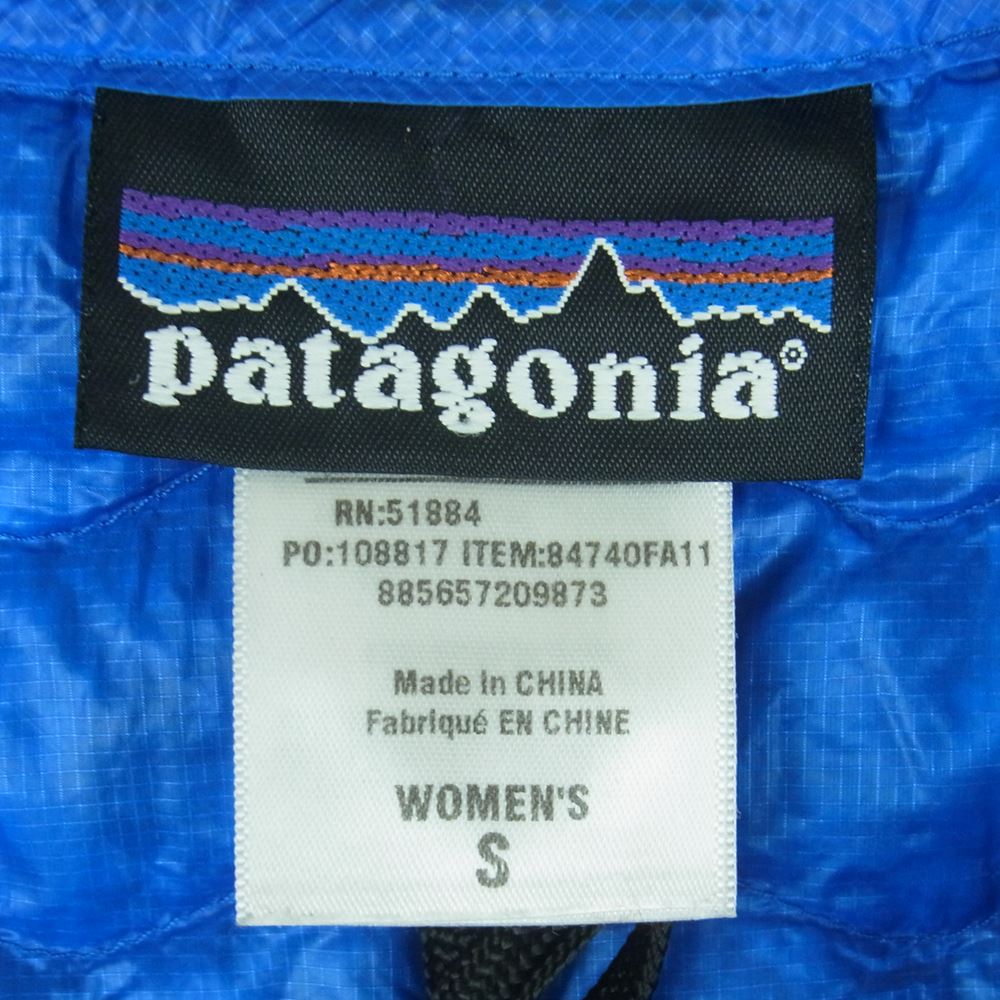 patagonia®
RN:51884
PO:108817 ITEM:84740FA11
885657209873
Made In CHINA
Fabriqué EN CHINE
WOMEN'S
S